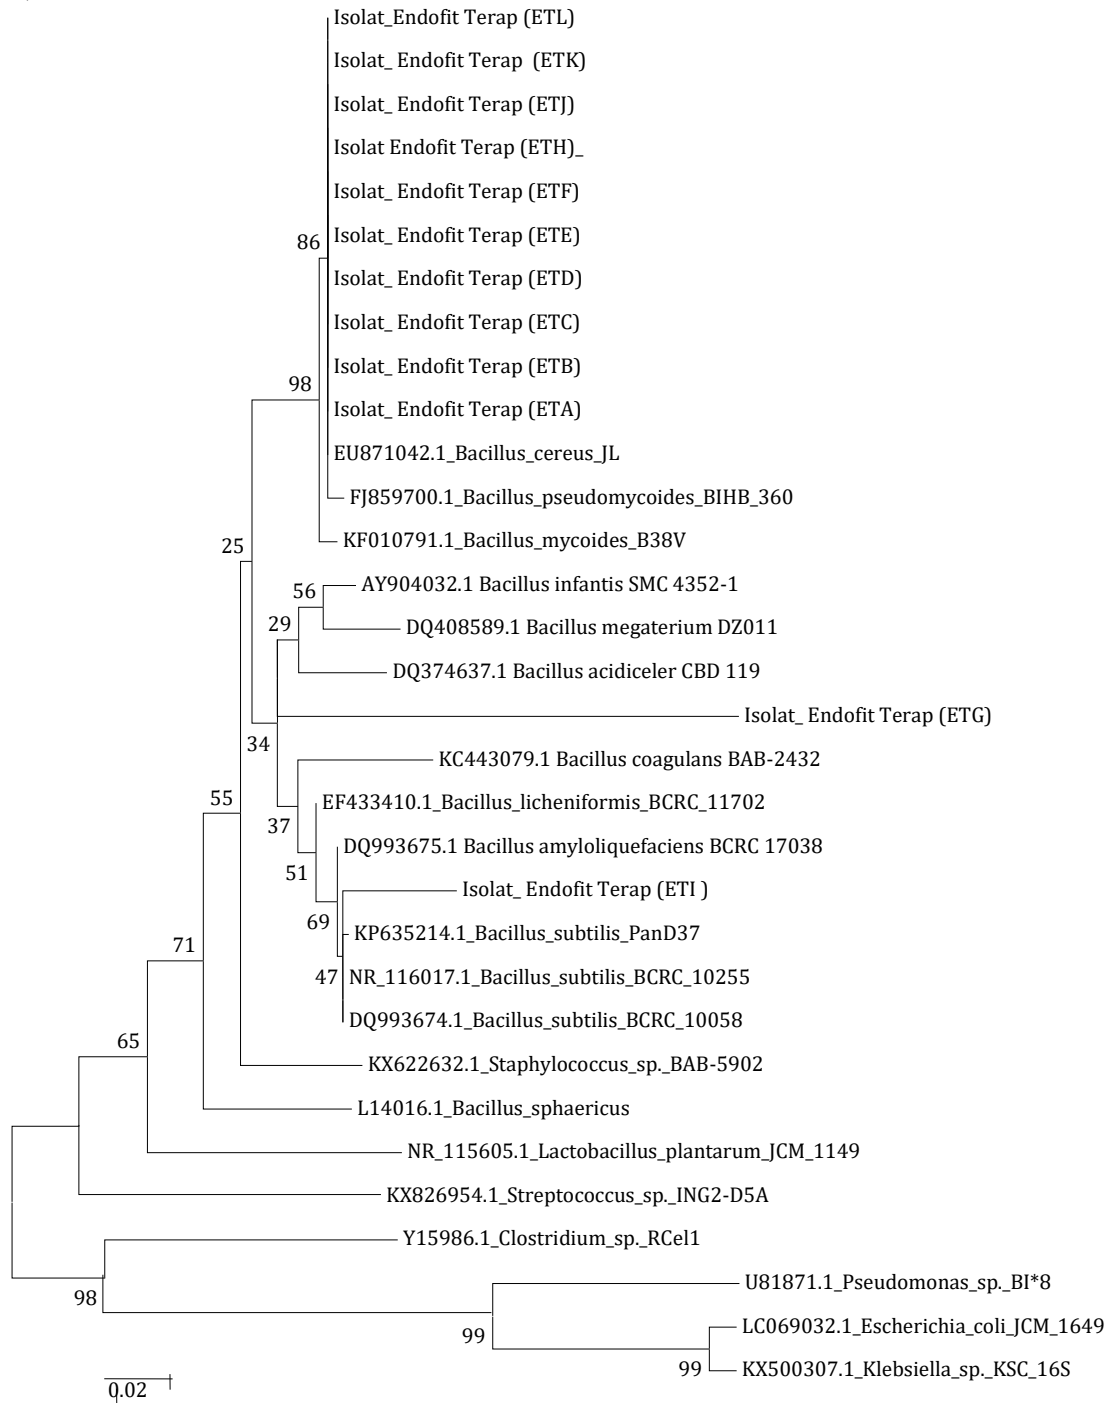 Isolat_Endofit Terap (ETL)
Isolat_ Endofit Terap (ETK)
Isolat_ Endofit Terap (ETJ)
Isolat Endofit Terap (ETH)_
Isolat_ Endofit Terap (ETF)
Isolat_ Endofit Terap (ETE)
86
Isolat_ Endofit Terap (ETD)
Isolat_ Endofit Terap (ETC)
Isolat_ Endofit Terap (ETB)
98
Isolat_ Endofit Terap (ETA)
EU871042.1_Bacillus_cereus_JL
FJ859700.1_Bacillus_pseudomycoides_BIHB_360
KF010791.1_Bacillus_mycoides_B38V
25
AY904032.1 Bacillus infantis SMC 4352-1
56
DQ408589.1 Bacillus megaterium DZ011
29
DQ374637.1 Bacillus acidiceler CBD 119
Isolat_ Endofit Terap (ETG)
34
KC443079.1 Bacillus coagulans BAB-2432
55
EF433410.1_Bacillus_licheniformis_BCRC_11702
37
DQ993675.1 Bacillus amyloliquefaciens BCRC 17038
51
Isolat_ Endofit Terap (ETI )
69
KP635214.1_Bacillus_subtilis_PanD37
71
47
NR_116017.1_Bacillus_subtilis_BCRC_10255
DQ993674.1_Bacillus_subtilis_BCRC_10058
65
KX622632.1_Staphylococcus_sp._BAB-5902
L14016.1_Bacillus_sphaericus
NR_115605.1_Lactobacillus_plantarum_JCM_1149
KX826954.1_Streptococcus_sp._ING2-D5A
Y15986.1_Clostridium_sp._RCel1
U81871.1_Pseudomonas_sp._BI*8
98
LC069032.1_Escherichia_coli_JCM_1649
99
KX500307.1_Klebsiella_sp._KSC_16S
99
0.02